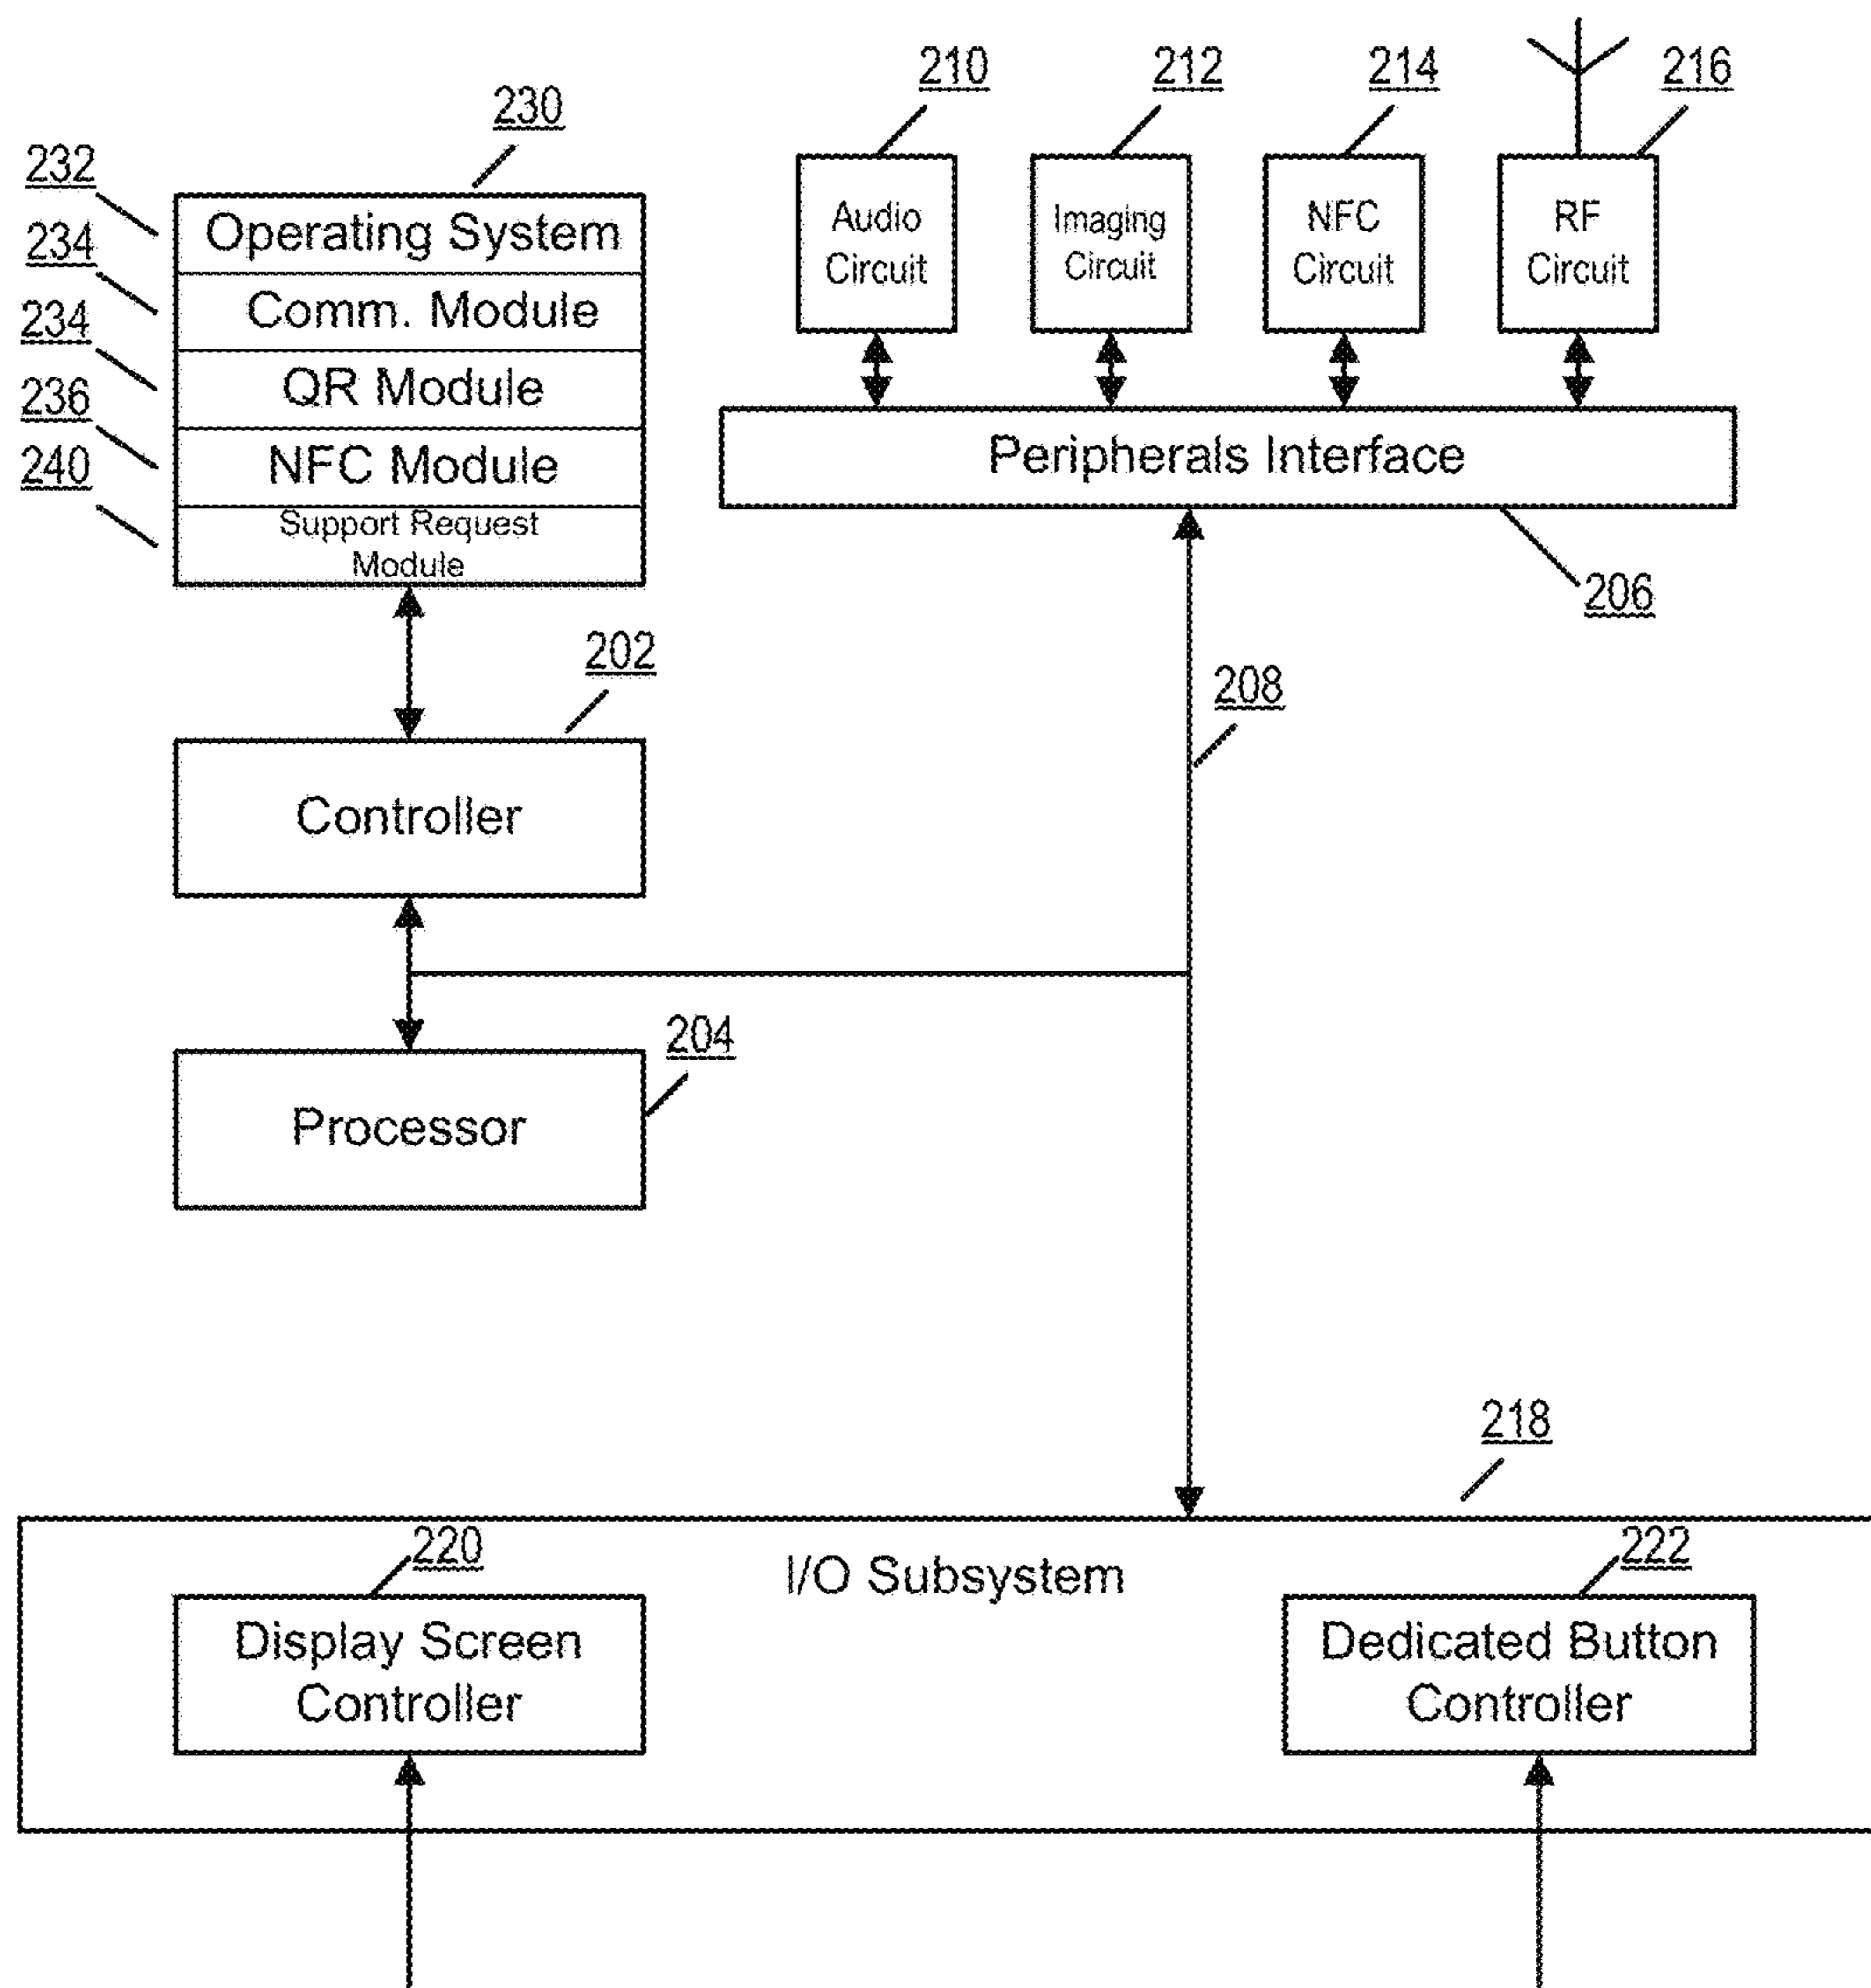 230
232
Operating System
234
Comm. Module
234
QR Module
236
NFC Module
240
Support Request
Module
210
212
214
216
Audio
Circuit
Imaging
Circuit
NFC
Circuit
RF
Circuit
Peripherals Interface
206
202
Controller
208
204
Processor
218
I/O Subsystem
220
Display Screen
Controller
222
Dedicated Button
Controller